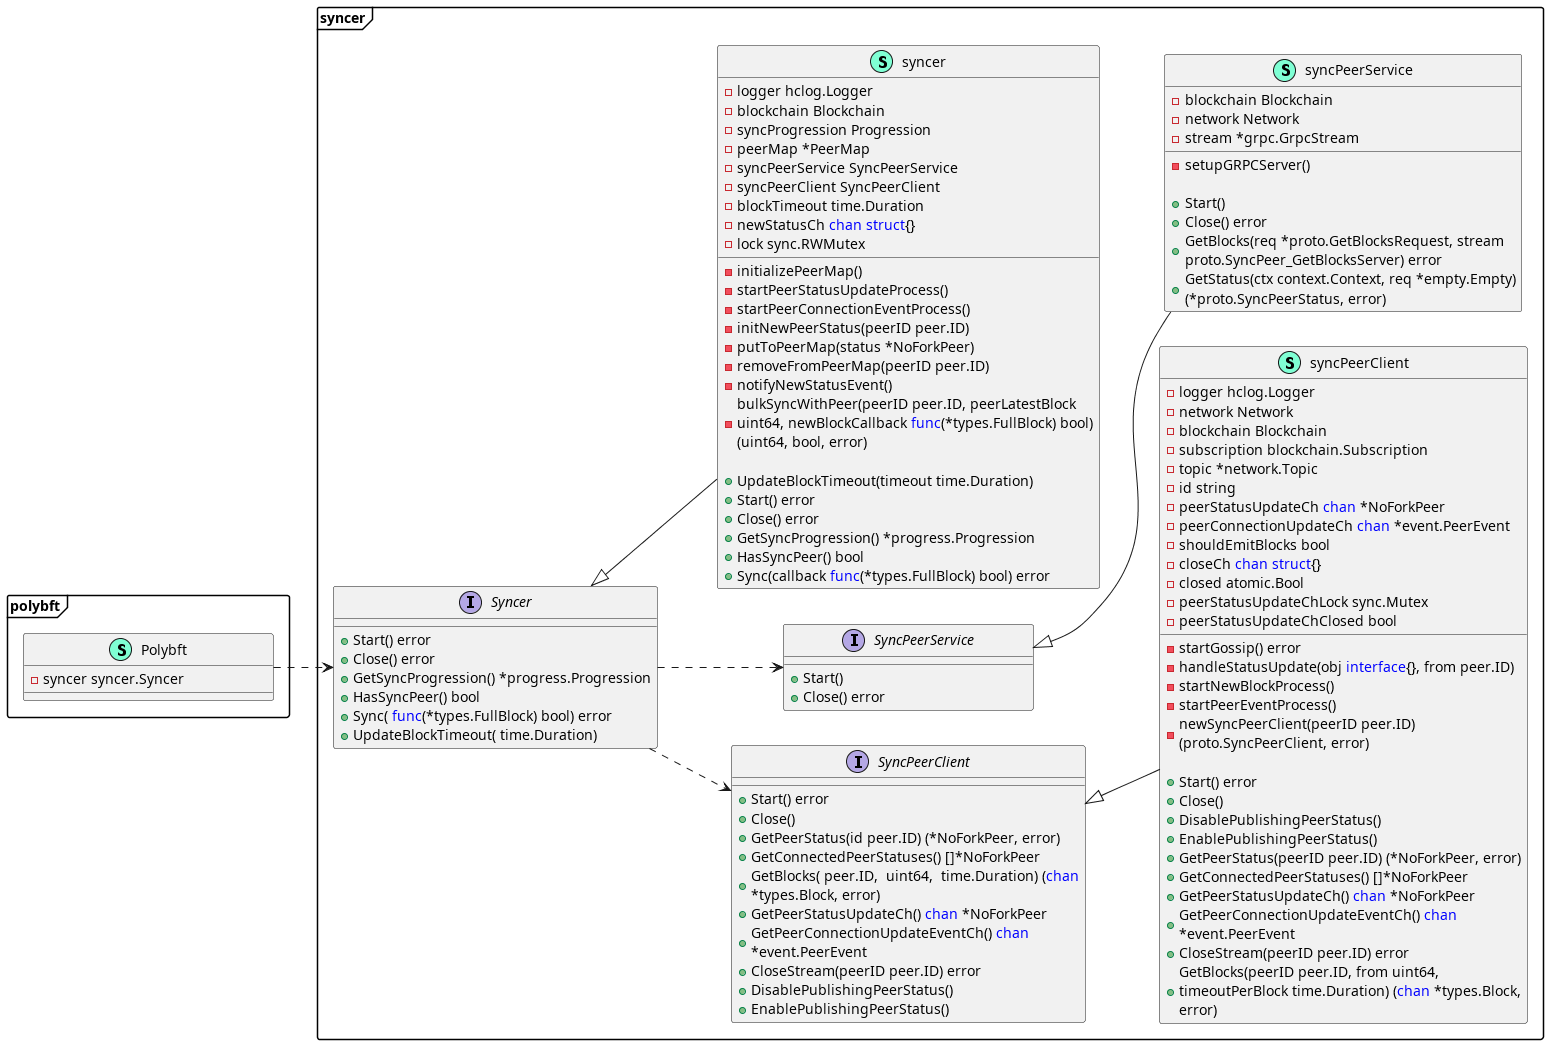 syncer
syncer
logger hclog.Logger
blockchain Blockchain
syncProgression Progression
peerMap *PeerMap
syncPeerService SyncPeerService
syncPeerClient SyncPeerClient
blockTimeout time.Duration
newStatusCh chan struct{}
lock sync.RWMutex
initializePeerMap()
startPeerStatusUpdateProcess()
startPeerConnectionEventProcess()
initNewPeerStatus(peerID peer.ID)
putToPeerMap(status *NoForkPeer)
removeFromPeerMap(peerID peer.ID)
notifyNewStatusEvent()
bulkSyncWithPeer(peerID peer.ID, peerLatestBlock
uint64, newBlockCallback func(*types.FullBlock) bool)
(uint64, bool, error)
UpdateBlockTimeout(timeout time.Duration)
Start() error
Close() error
GetSyncProgression() *progress.Progression
HasSyncPeer() bool
Sync(callback func(*types.FullBlock) bool) error
syncPeerService
blockchain Blockchain
network Network
stream *grpc.GrpcStream
setupGRPCServer()
Start()
Close() error
GetBlocks(req *proto.GetBlocksRequest, stream
proto.SyncPeer_GetBlocksServer) error
GetStatus(ctx context.Context, req *empty.Empty)
(*proto.SyncPeerStatus, error)
syncPeerClient
logger hclog.Logger
network Network
blockchain Blockchain
subscription blockchain.Subscription
topic *network.Topic
id string
peerStatusUpdateCh chan *NoForkPeer
peerConnectionUpdateCh chan *event.PeerEvent
shouldEmitBlocks bool
closeCh chan struct{}
closed atomic.Bool
peerStatusUpdateChLock sync.Mutex
peerStatusUpdateChClosed bool
startGossip() error
handleStatusUpdate(obj interface{}, from peer.ID)
startNewBlockProcess()
startPeerEventProcess()
newSyncPeerClient(peerID peer.ID)
(proto.SyncPeerClient, error)
Start() error
Close()
DisablePublishingPeerStatus()
EnablePublishingPeerStatus()
GetPeerStatus(peerID peer.ID) (*NoForkPeer, error)
GetConnectedPeerStatuses() []*NoForkPeer
GetPeerStatusUpdateCh() chan *NoForkPeer
GetPeerConnectionUpdateEventCh() chan
*event.PeerEvent
CloseStream(peerID peer.ID) error
GetBlocks(peerID peer.ID, from uint64,
timeoutPerBlock time.Duration) (chan *types.Block,
error)
polybft
Polybft
syncer syncer.Syncer
Syncer
Start() error
Close() error
GetSyncProgression() *progress.Progression
HasSyncPeer() bool
Sync( func(*types.FullBlock) bool) error
UpdateBlockTimeout( time.Duration)
SyncPeerService
Start()
Close() error
SyncPeerClient
Start() error
Close()
GetPeerStatus(id peer.ID) (*NoForkPeer, error)
GetConnectedPeerStatuses() []*NoForkPeer
GetBlocks( peer.ID,  uint64,  time.Duration) (chan
*types.Block, error)
GetPeerStatusUpdateCh() chan *NoForkPeer
GetPeerConnectionUpdateEventCh() chan
*event.PeerEvent
CloseStream(peerID peer.ID) error
DisablePublishingPeerStatus()
EnablePublishingPeerStatus()